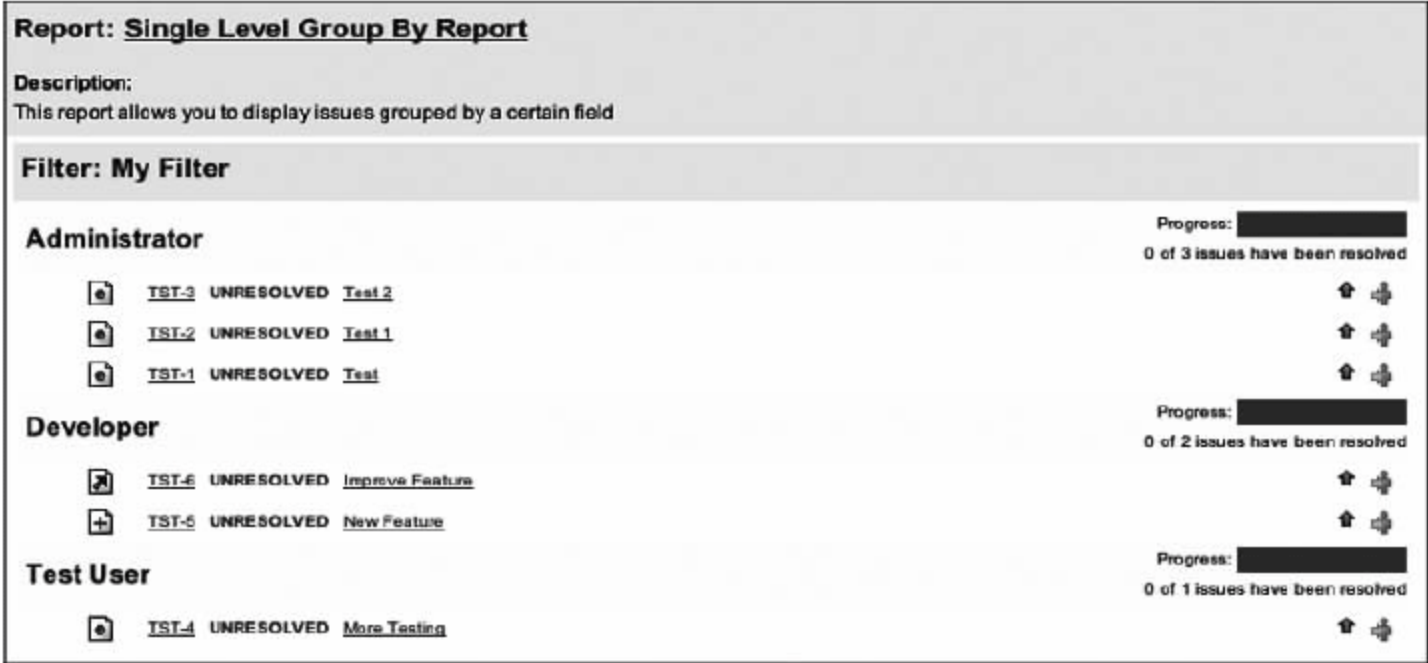 Report: Single Level Group By Report
Description:
This report allows you to display issues grouped by a certain field
Filter: My Filter
Administrator
Progress:
0 of 3 issues have been resolved
TST-3 UNRESOLVED Test 2
TST-2 UNRESOLVED Test 1
TST-1 UNRESOLVED Test
Developer
Progress:
0 of 2 issues have been resolved
TST-6 UNRESOLVED Improve Feature
TST-5 UNRESOLVED New Feature
Test User
Progress:
0 of 1 issues have been resolved
TST-4 UNRESOLVED More Testing